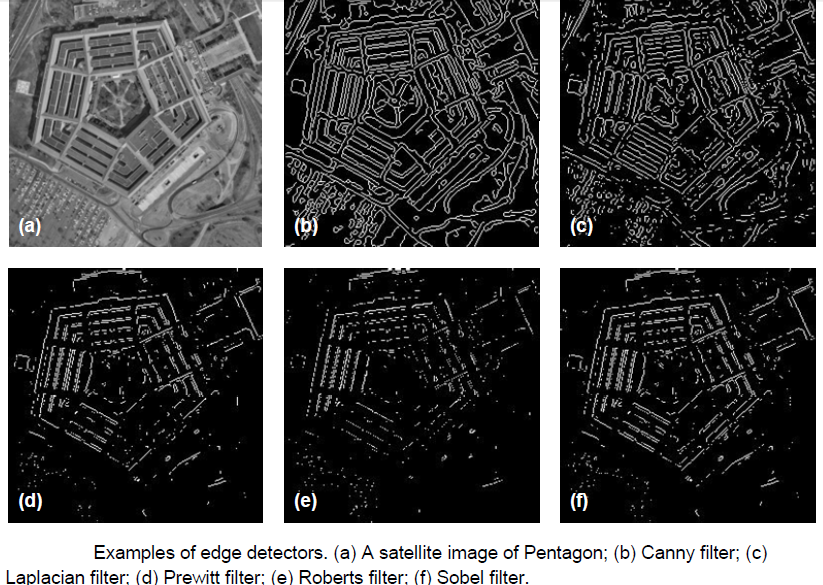 (a)
(b)
(c)
(d)
(e)
(f)
Examples of edge detectors. (a) A satellite image of Pentagon; (b) Canny filter; (c)
Laplacian filter; (d) Prewitt filter; (e) Roberts filter; (f) Sobel filter.